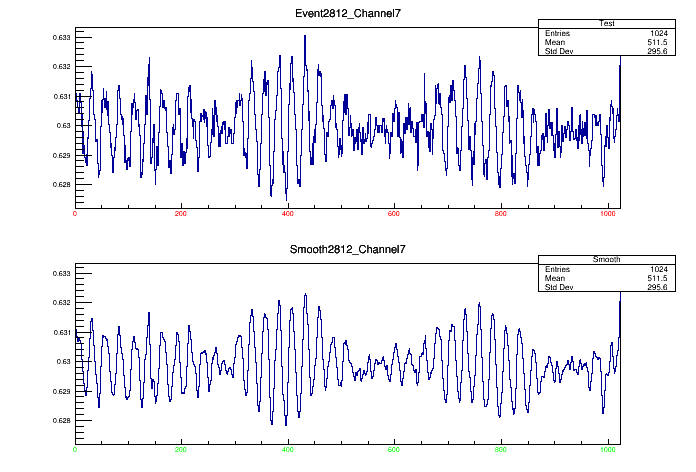 Event2812_Channel7
Test
Entries 1024
Mean 511.5
Std Dev 295.6
0.633
0.632
0.631
0.63
0.629
0.628
0 200 400 600 800 1000
Smooth2812_Channel7
Smooth
Entries 1024
Mean 511.5
Std Dev 295.6
0.633
0.632
0.631
0.63
0.629
0.628
0 200 400 600 800 1000